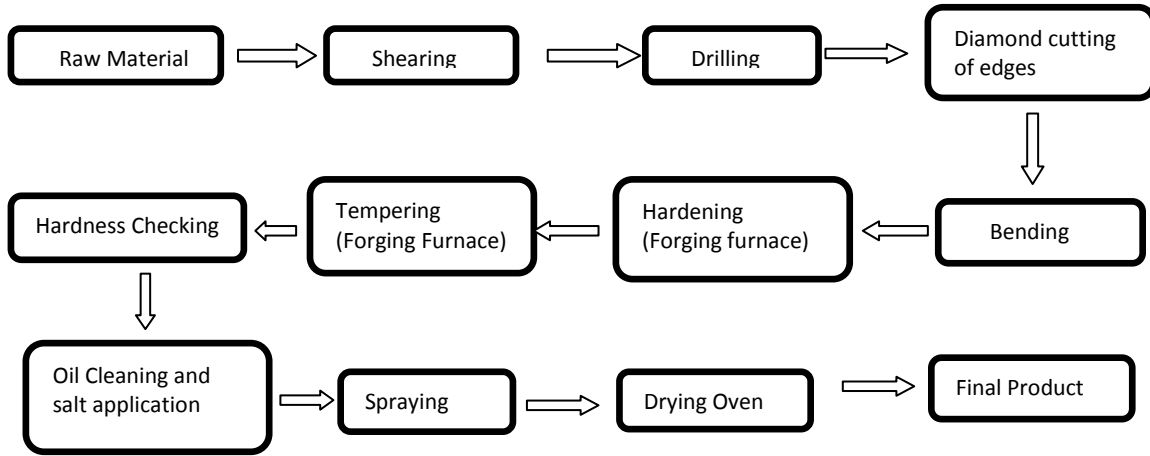 Raw Material
Shearing
Drilling
Diamond cutting
of edges
Bending
Hardening
(Forging furnace)
Tempering
(Forging Furnace)
Hardness Checking
Oil Cleaning and
salt application
Spraying
Drying Oven
Final Product